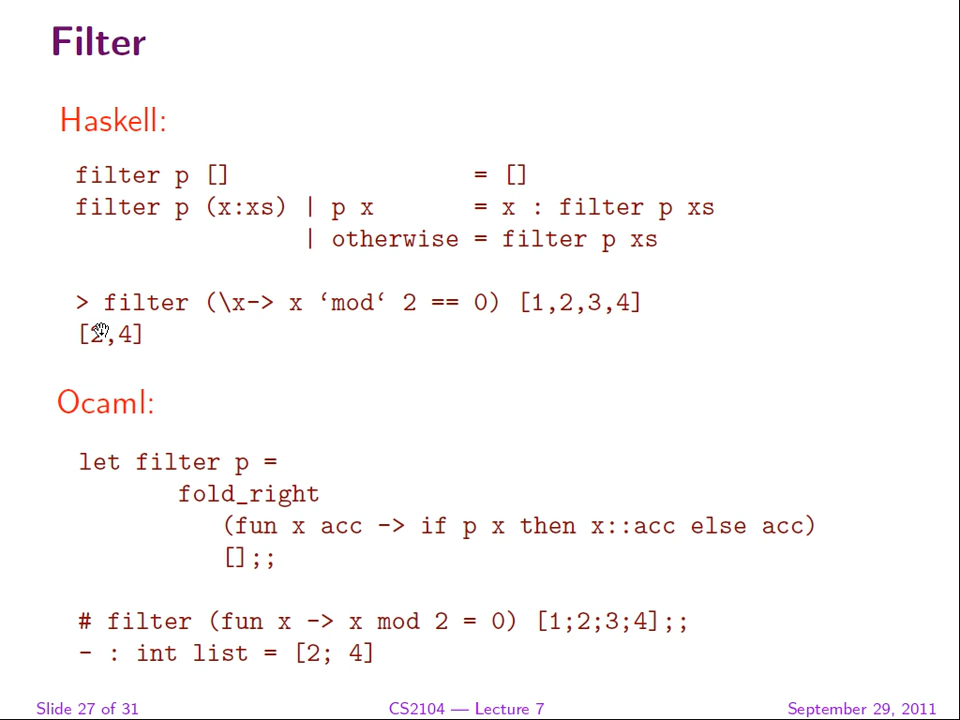 Filter
Haskell:
filter p [] = []
filter p (x:xs) | p x = x : filter p xs
| otherwise = filter p xs
> filter (\x-> x ‘mod‘ 2 == 0) [1,2,3,4]
[2,4]
Ocaml:
let filter p =
fold_right
(fun x acc -> if p x then x::acc else acc)
[];;
# filter (fun x -> x mod 2 = 0) [1;2;3;4];;
- : int list = [2; 4]
Slide 27 of 31 CS2104 — Lecture 7 September 29, 2011